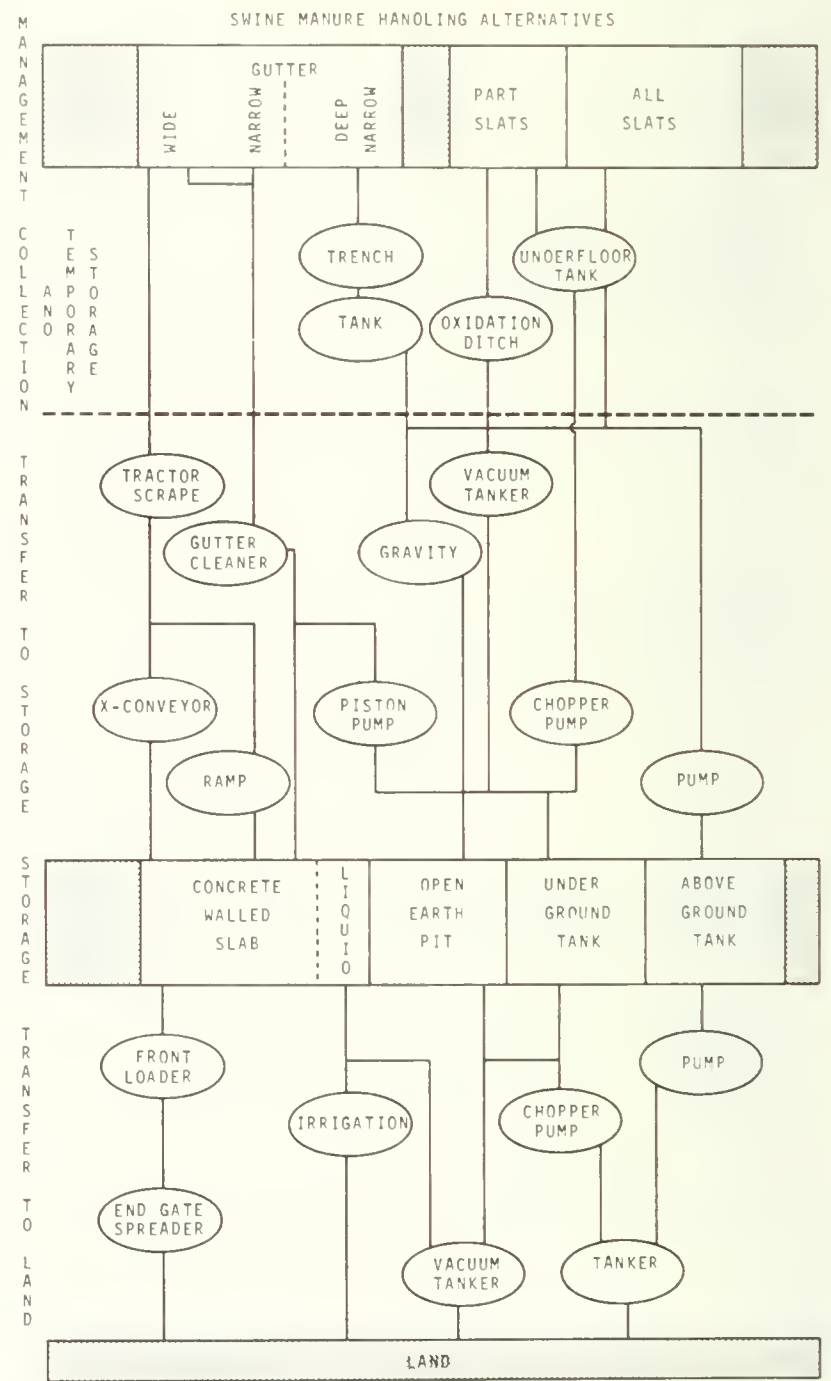 SWINE MANURE HANOLING ALTERNATIVES
MANAGEMENT
GUTTER
WIDE
NARROW
DEEP
NARROW
PART
SLATS
ALL
SLATS
COLLECTION
ANO
TEMPORARY
STORAGE
TRENCH
UNOERFLOOR
TANK
TANK
OXIDATION
DITCH
TRANSFER TO STORAGE
TRACTOR
SCRAPE
VACUUM
TANKER
GUTTER
CLEANER
GRAVITY
X-CONVEYOR
PISTON
PUMP
CHOPPER
PUMP
RAMP
PUMP
STORAGE
CONCRETE
WALLED
SLAB
LIQUIO
OPEN
EARTH
PIT
UNDER
GROUND
TANK
ABOVE
GROUND
TANK
TRANSFER TO LAND
FRONT
LOADER
PUMP
IRRIGATION
CHOPPER
PUMP
END GATE
SPREADER
VACUUM
TANKER
TANKER
LAND